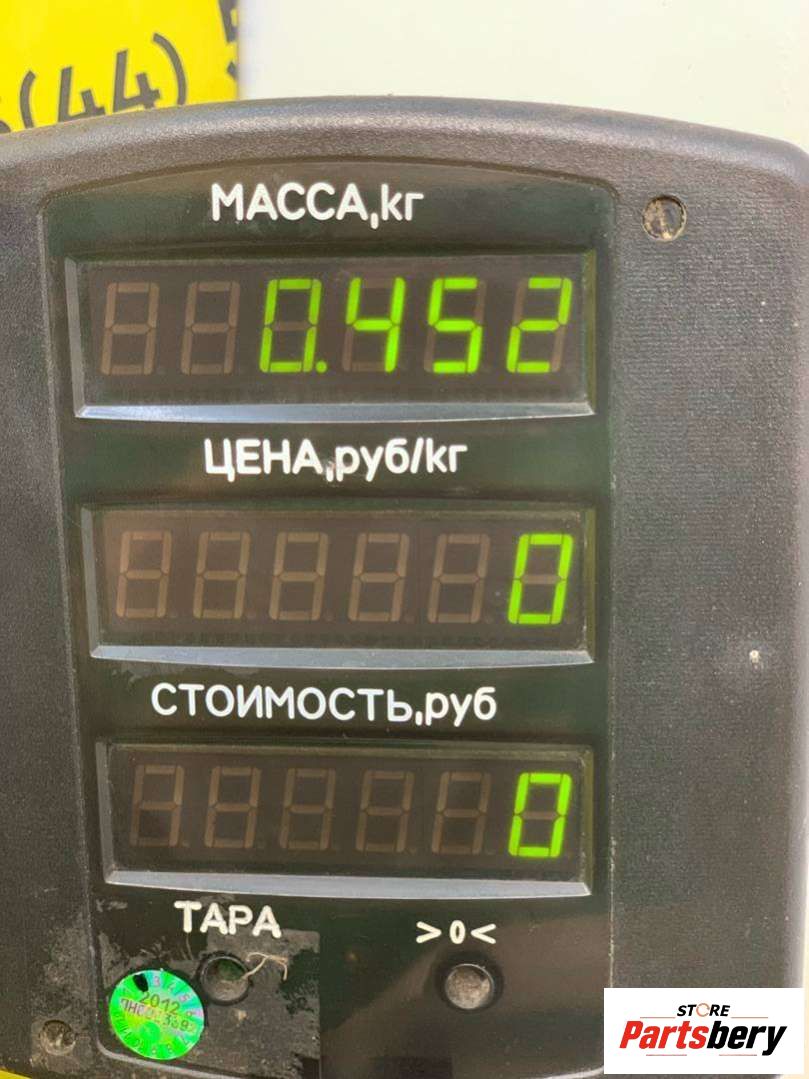 (44)
МАССА,кг
0.452
ЦЕНА,руб/кг
0
СТОИМОСТЬ,руб
0
ТАРА
>0<
2012
STORE
Partsbery